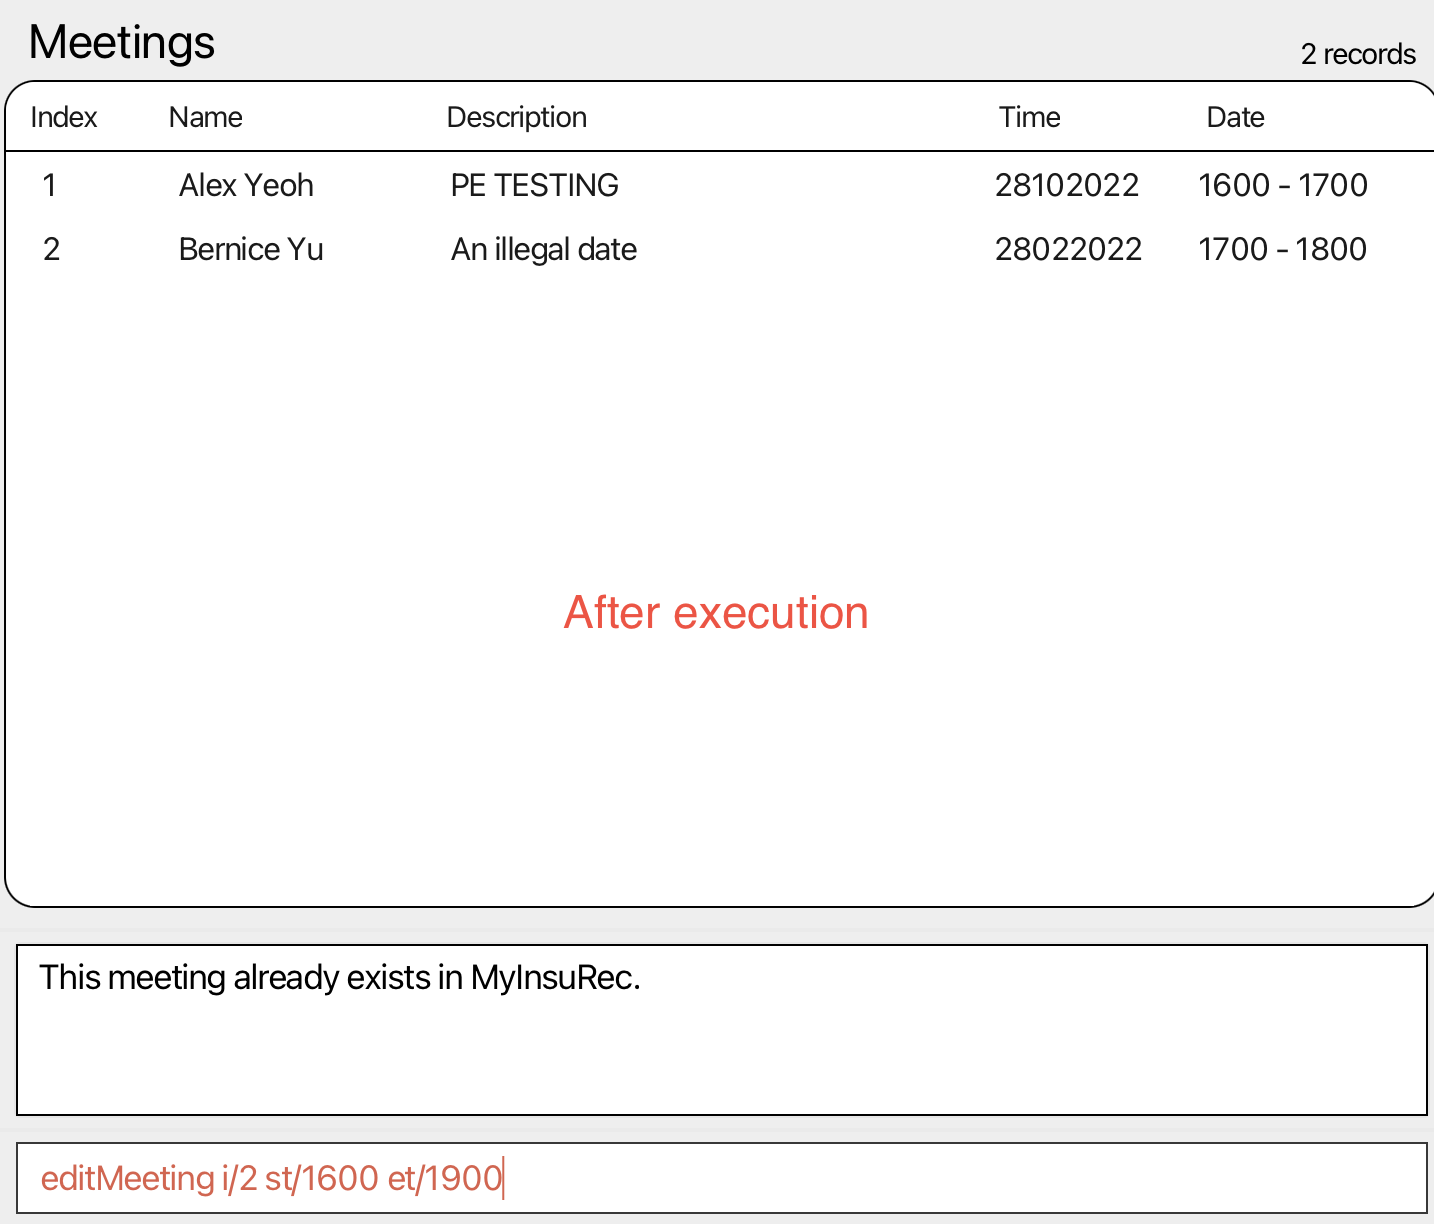 Meetings
2 records
Index Name Description Time Date
1 Alex Yeoh PE TESTING 28102022 1600 - 1700
2 Bernice Yu An illegal date 28022022 1700 - 1800
After execution
This meeting already exists in MyInsuRec.
editMeeting i/2 st/1600 et/1900